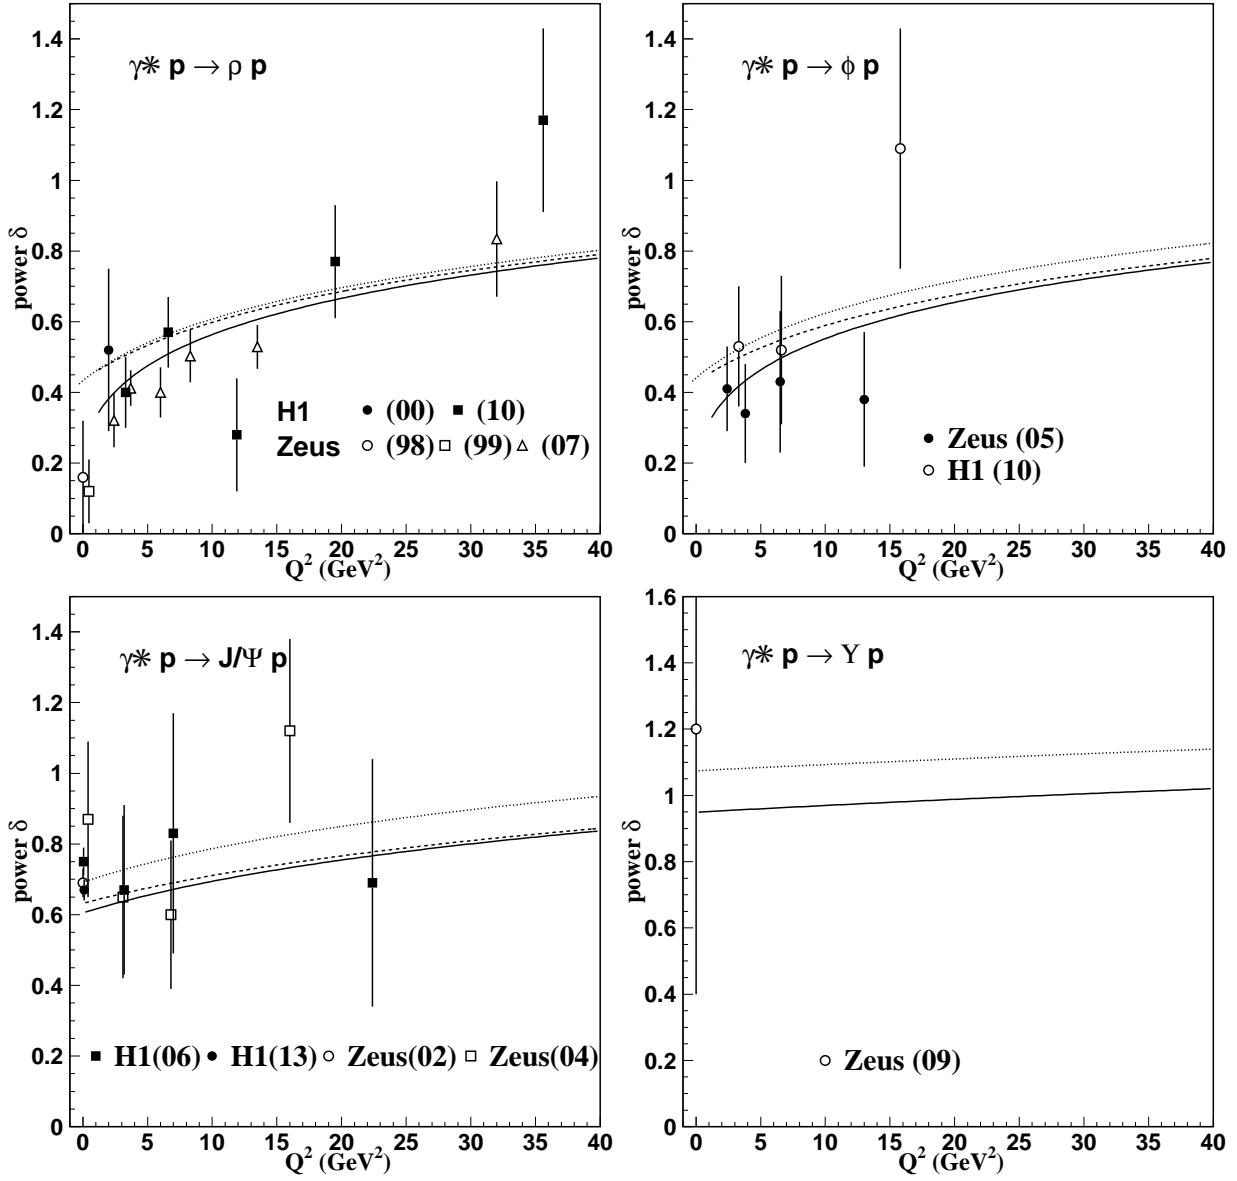 γ* p → ρ p
1.4
1.2
1
0.8
0.6
0.4
0.2
0
power δ
H1 (00) (10)
Zeus (98) (99) (07)
0 5 10 15 20 25 30 35 40
Q² (GeV²)
γ* p → ϕ p
1.4
1.2
1
0.8
0.6
0.4
0.2
0
power δ
Zeus (05)
H1 (10)
0 5 10 15 20 25 30 35 40
Q² (GeV²)
γ* p → J/Ψ p
1.4
1.2
1
0.8
0.6
0.4
0.2
0
power δ
H1(06) H1(13) Zeus(02) Zeus(04)
0 5 10 15 20 25 30 35 40
Q² (GeV²)
γ* p → Υ p
1.6
1.4
1.2
1
0.8
0.6
0.4
0.2
0
power δ
Zeus (09)
0 5 10 15 20 25 30 35 40
Q² (GeV²)